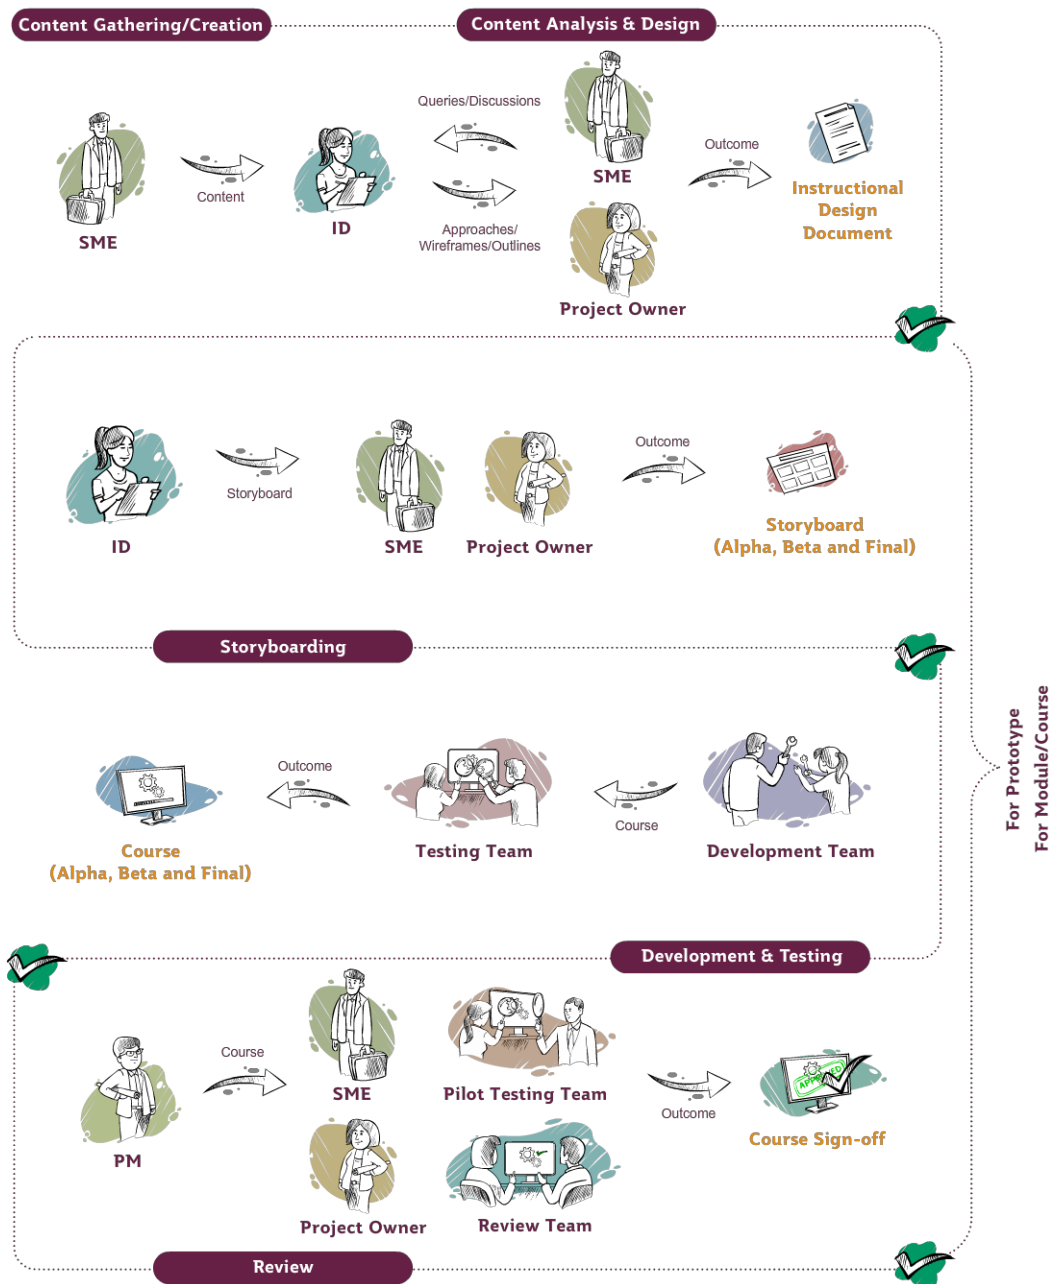 Content Gathering/Creation
Content Analysis & Design
Queries/Discussions
Outcome
Content
SME
ID
Approaches/
Wireframes/Outlines
SME
Project Owner
Instructional
Design
Document
Storyboard
Outcome
ID
SME
Project Owner
Storyboard
(Alpha, Beta and Final)
Storyboarding
For Prototype
For Module/Course
Outcome
Course
Course
(Alpha, Beta and Final)
Testing Team
Development Team
Development & Testing
Course
PM
SME
Pilot Testing Team
Project Owner
Review Team
Outcome
APPROVED
Course Sign-off
Review